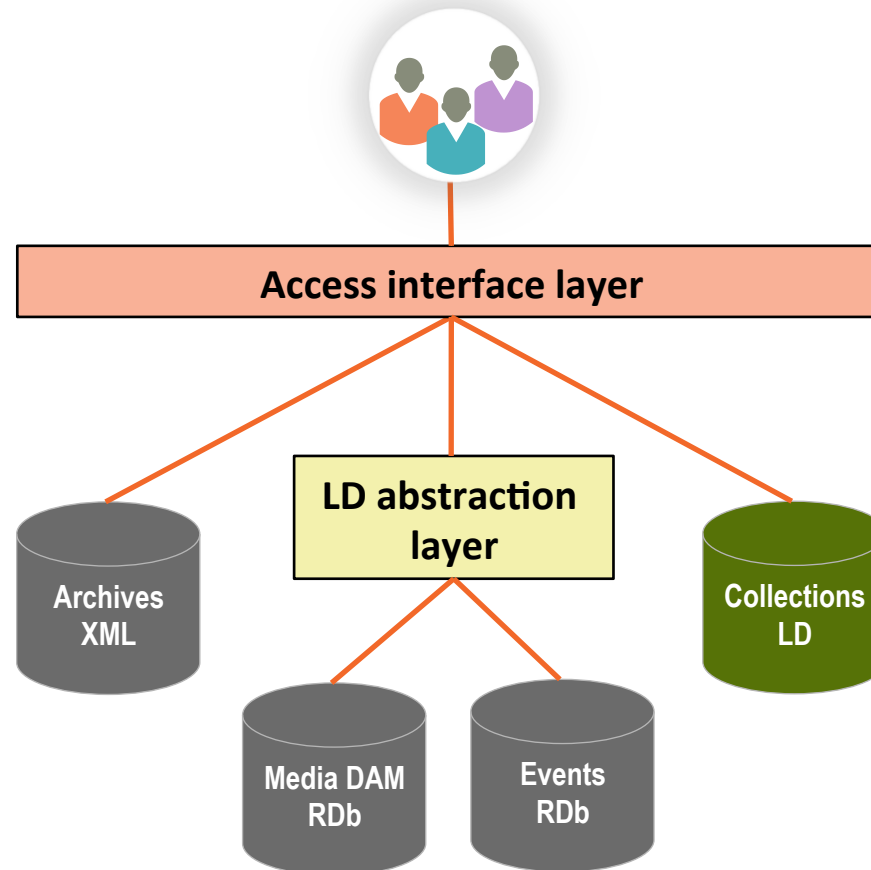 Access interface layer
LD abstraction
layer
Archives
XML
Collections
LD
Media DAM
RDb
Events
RDb